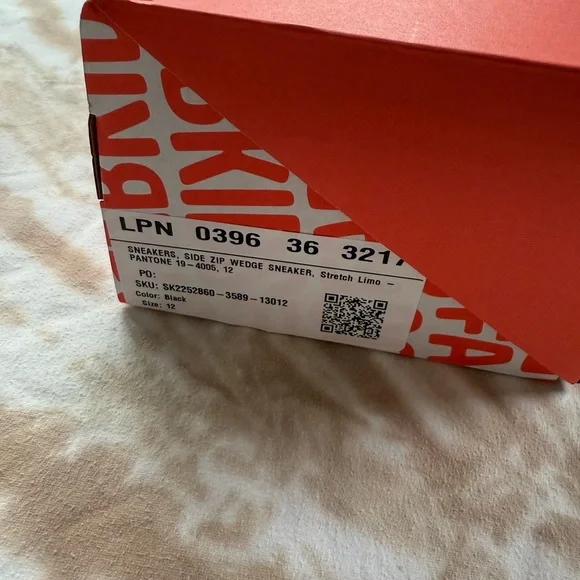 LPN 0396 36 3217
SNEAKERS, SIDE ZIP WEDGE SNEAKER, Stretch Limo –
PANTONE 19-4005, 12
PO:
SKU: SK2252860-3589-13012
Color: Black
Size: 12